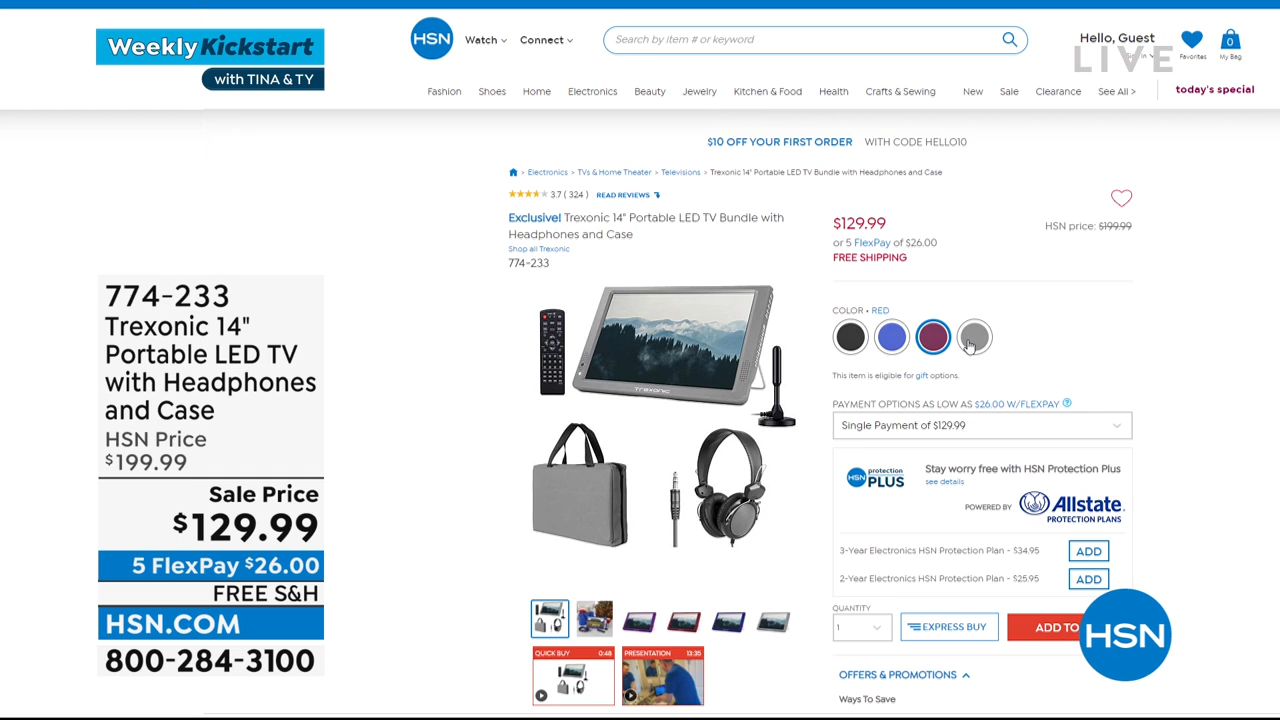 Weekly Kickstart
with TINA & TY
HSN
Watch
Connect
Search by item # or keyword
Hello, Guest
LIVE
Favorites
0
My Bag
Fashion Shoes Home Electronics Beauty Jewelry Kitchen & Food Health Crafts & Sewing New Sale Clearance See All > today's special
$10 OFF YOUR FIRST ORDER WITH CODE HELLO10
> Electronics > TVs & Home Theater > Televisions > Trexonic 14" Portable LED TV Bundle with Headphones and Case
3.7 ( 324 ) READ REVIEWS
Exclusive! Trexonic 14" Portable LED TV Bundle with
Headphones and Case
Shop all Trexonic
774-233
$129.99
HSN price: $199.99
or 5 FlexPay of $26.00
FREE SHIPPING
COLOR • RED
This item is eligible for gift options.
PAYMENT OPTIONS AS LOW AS $26.00 W/FLEXPAY
Single Payment of $129.99
HSN protection
PLUS
Stay worry free with HSN Protection Plus
see details
POWERED BY Allstate
PROTECTION PLANS
3-Year Electronics HSN Protection Plan - $34.95 ADD
2-Year Electronics HSN Protection Plan - $25.95 ADD
QUANTITY
1
EXPRESS BUY
ADD TO
HSN
OFFERS & PROMOTIONS
Ways To Save
TREXONIC
QUICK BUY 0:48
PRESENTATION 13:35
774-233
Trexonic 14"
Portable LED TV
with Headphones
and Case
HSN Price
$199.99
Sale Price
$129.99
5 FlexPay $26.00
FREE S&H
HSN.COM
800-284-3100